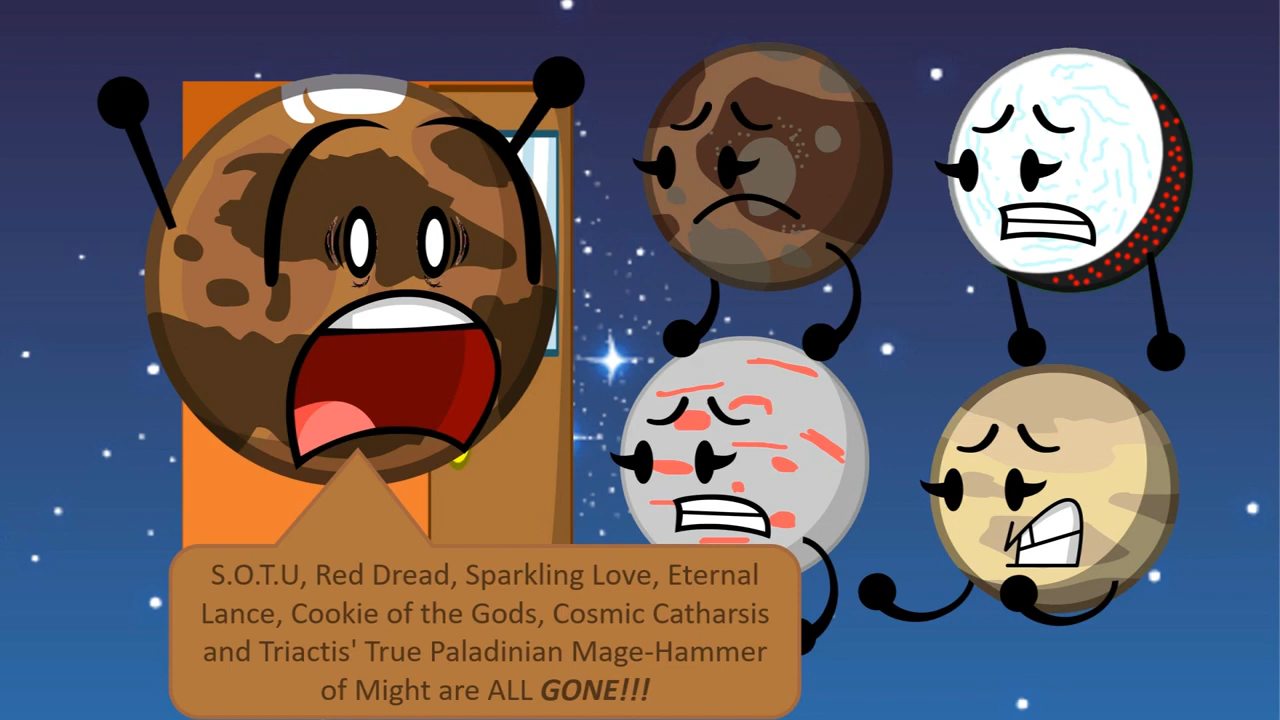 S.O.T.U, Red Dread, Sparkling Love, Eternal
Lance, Cookie of the Gods, Cosmic Catharsis
and Triactis' True Paladinian Mage-Hammer
of Might are ALL GONE!!!